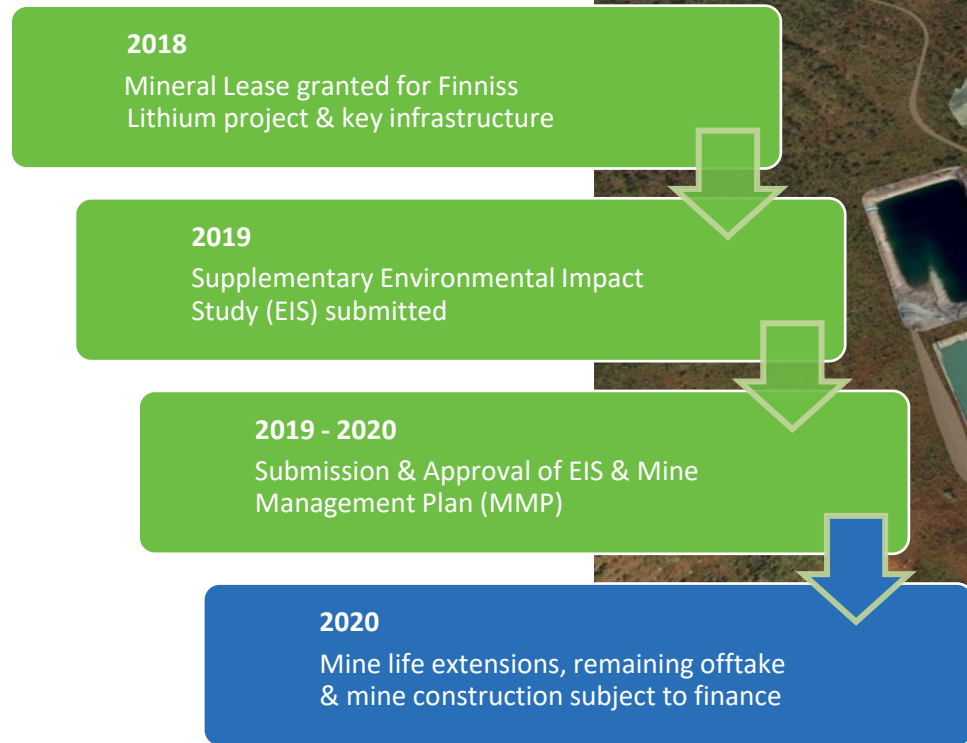 2018
Mineral Lease granted for Finniss
Lithium project & key infrastructure
2019
Supplementary Environmental Impact
Study (EIS) submitted
2019 - 2020
Submission & Approval of EIS & Mine
Management Plan (MMP)
2020
Mine life extensions, remaining offtake
& mine construction subject to finance